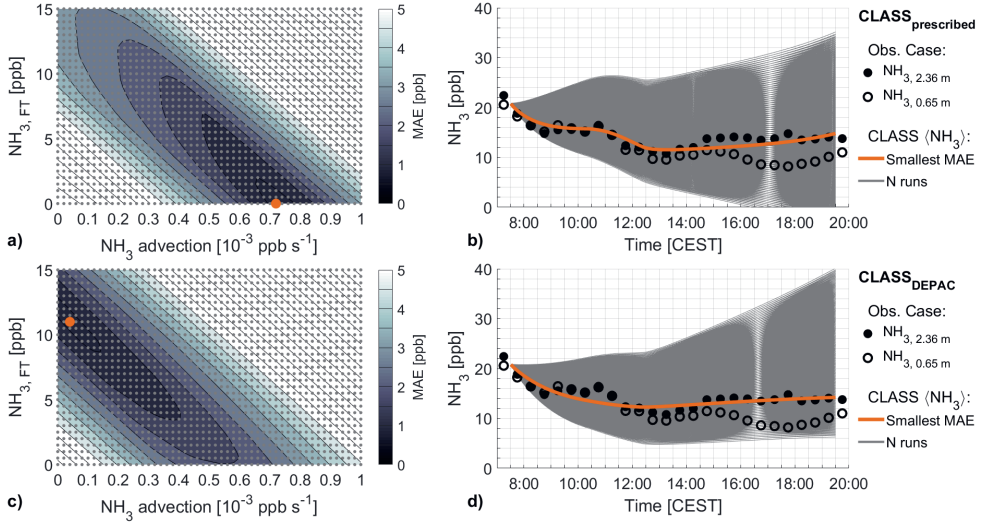 15
10
5
0
NH3, FT [ppb]
0 0.1 0.2 0.3 0.4 0.5 0.6 0.7 0.8 0.9 1
NH3 advection [10-3 ppb s-1]
a)
5
4
3
2
1
0
MAE [ppb]
40
30
20
10
0
NH3 [ppb]
8:00 10:00 12:00 14:00 16:00 18:00 20:00
Time [CEST]
b)
CLASSprescribed
Obs. Case:
NH3, 2.36 m
NH3, 0.65 m
CLASS ⟨NH3⟩:
Smallest MAE
N runs
15
10
5
0
NH3, FT [ppb]
0 0.1 0.2 0.3 0.4 0.5 0.6 0.7 0.8 0.9 1
NH3 advection [10-3 ppb s-1]
c)
5
4
3
2
1
0
MAE [ppb]
40
30
20
10
0
NH3 [ppb]
8:00 10:00 12:00 14:00 16:00 18:00 20:00
Time [CEST]
d)
CLASSDEPAC
Obs. Case:
NH3, 2.36 m
NH3, 0.65 m
CLASS ⟨NH3⟩:
Smallest MAE
N runs